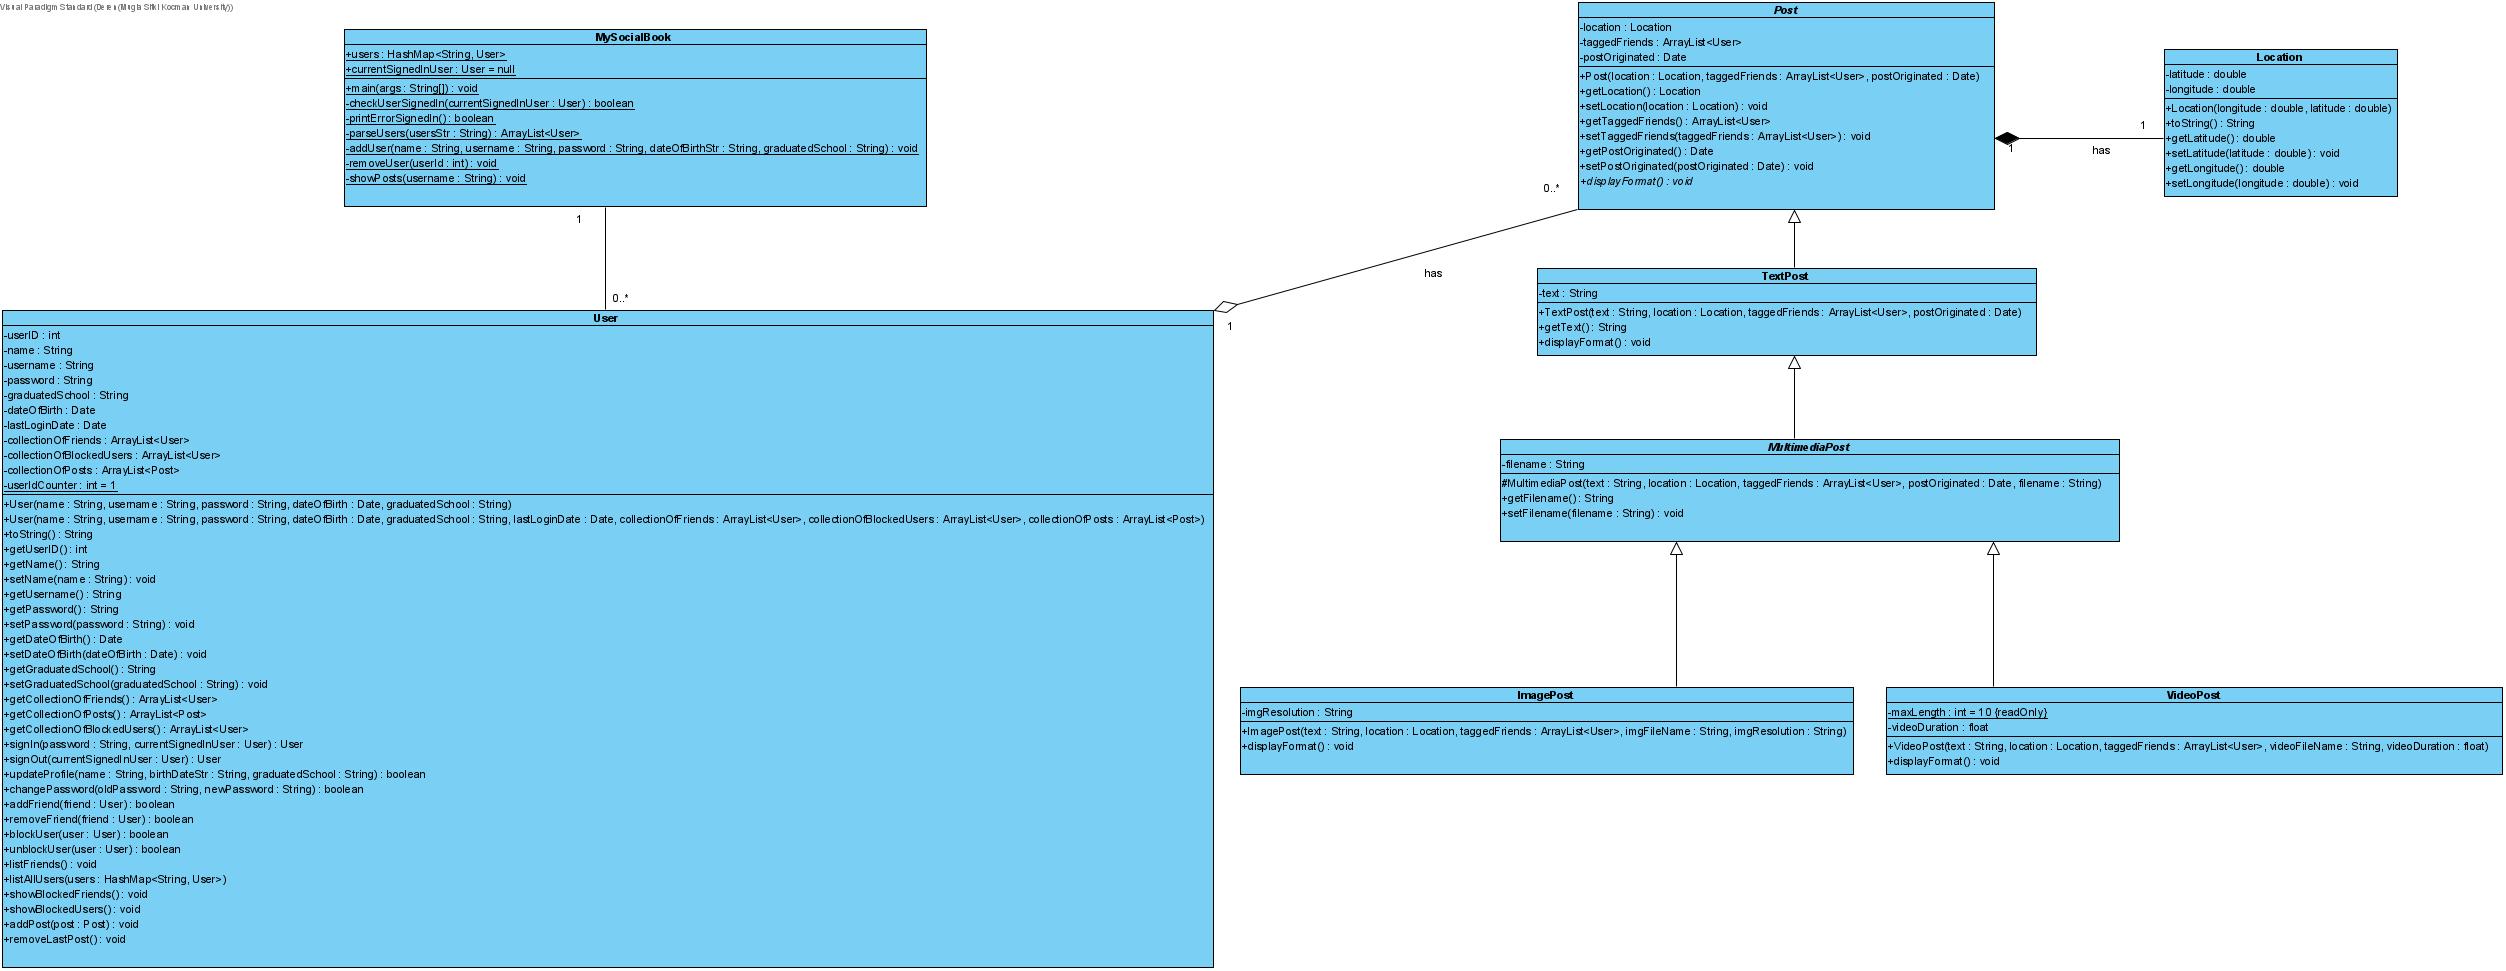 Visual Paradigm Standard (Deren (Mugla Sitki Kocman University))
MySocialBook
+users : HashMap<String, User>
+currentSignedInUser : User = null
+main(args : String[]) : void
-checkUserSignedIn(currentSignedInUser : User) : boolean
-printErrorSignedIn() : boolean
-parseUsers(usersStr : String) : ArrayList<User>
-addUser(name : String, username : String, password : String, dateOfBirthStr : String, graduatedSchool : String) : void
-removeUser(userId : int) : void
-showPosts(username : String) : void
1
0..*
User
-userID : int
-name : String
-username : String
-password : String
-graduatedSchool : String
-dateOfBirth : Date
-lastLoginDate : Date
-collectionOfFriends : ArrayList<User>
-collectionOfBlockedUsers : ArrayList<User>
-collectionOfPosts : ArrayList<Post>
-userIdCounter : int = 1
+User(name : String, username : String, password : String, dateOfBirth : Date, graduatedSchool : String)
+User(name : String, username : String, password : String, dateOfBirth : Date, graduatedSchool : String, lastLoginDate : Date, collectionOfFriends : ArrayList<User>, collectionOfBlockedUsers : ArrayList<User>, collectionOfPosts : ArrayList<Post>)
+toString() : String
+getUserID() : int
+getName() : String
+setName(name : String) : void
+getUsername() : String
+getPassword() : String
+setPassword(password : String) : void
+getDateOfBirth() : Date
+setDateOfBirth(dateOfBirth : Date) : void
+getGraduatedSchool() : String
+setGraduatedSchool(graduatedSchool : String) : void
+getCollectionOfFriends() : ArrayList<User>
+getCollectionOfPosts() : ArrayList<Post>
+getCollectionOfBlockedUsers() : ArrayList<User>
+signIn(password : String, currentSignedInUser : User) : User
+signOut(currentSignedInUser : User) : User
+updateProfile(name : String, birthDateStr : String, graduatedSchool : String) : boolean
+changePassword(oldPassword : String, newPassword : String) : boolean
+addFriend(friend : User) : boolean
+removeFriend(friend : User) : boolean
+blockUser(user : User) : boolean
+unblockUser(user : User) : boolean
+listFriends() : void
+listAllUsers(users : HashMap<String, User>)
+showBlockedFriends() : void
+showBlockedUsers() : void
+addPost(post : Post) : void
+removeLastPost() : void
1
has
0..*
Post
-location : Location
-taggedFriends : ArrayList<User>
-postOriginated : Date
+Post(location : Location, taggedFriends : ArrayList<User>, postOriginated : Date)
+getLocation() : Location
+setLocation(location : Location) : void
+getTaggedFriends() : ArrayList<User>
+setTaggedFriends(taggedFriends : ArrayList<User>) : void
+getPostOriginated() : Date
+setPostOriginated(postOriginated : Date) : void
+displayFormat() : void
1
has
1
Location
-latitude : double
-longitude : double
+Location(longitude : double, latitude : double)
+toString() : String
+getLatitude() : double
+setLatitude(latitude : double) : void
+getLongitude() : double
+setLongitude(longitude : double) : void
TextPost
-text : String
+TextPost(text : String, location : Location, taggedFriends : ArrayList<User>, postOriginated : Date)
+getText() : String
+displayFormat() : void
MultimediaPost
-filename : String
#MultimediaPost(text : String, location : Location, taggedFriends : ArrayList<User>, postOriginated : Date, filename : String)
+getFilename() : String
+setFilename(filename : String) : void
ImagePost
-imgResolution : String
+ImagePost(text : String, location : Location, taggedFriends : ArrayList<User>, imgFileName : String, imgResolution : String)
+displayFormat() : void
VideoPost
-maxLength : int = 10 {readOnly}
-videoDuration : float
+VideoPost(text : String, location : Location, taggedFriends : ArrayList<User>, videoFileName : String, videoDuration : float)
+displayFormat() : void